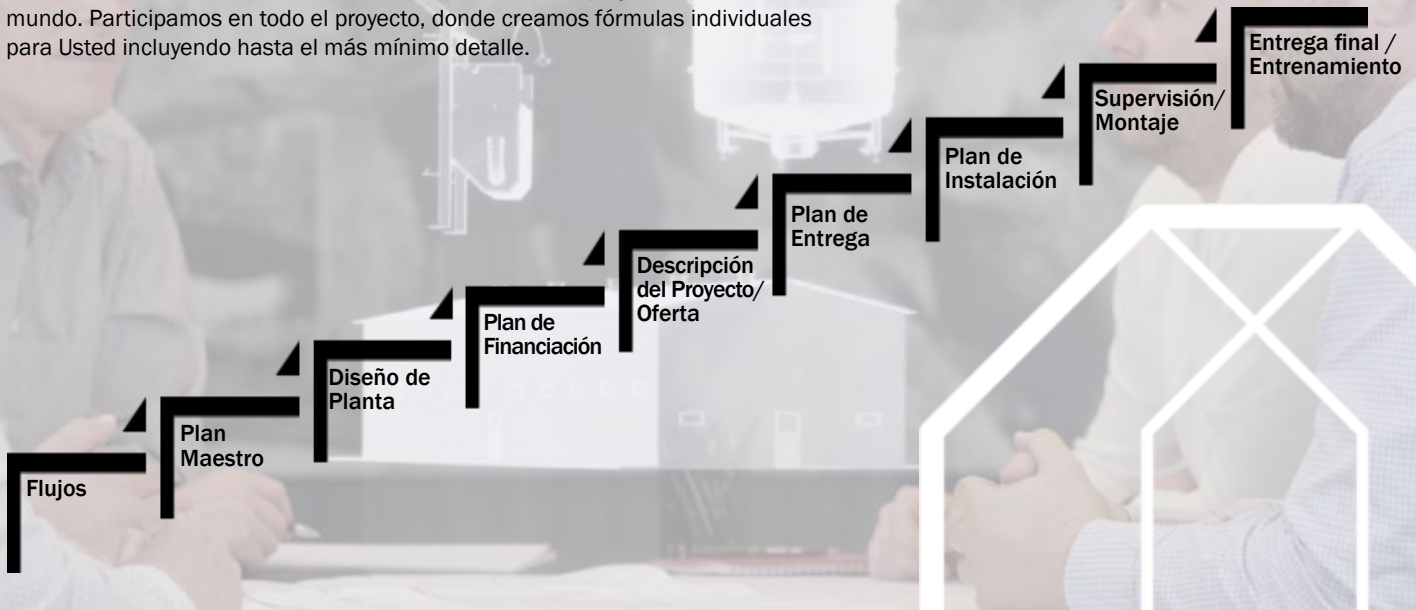 mundo. Participamos en todo el proyecto, donde creamos fórmulas individuales
para Usted incluyendo hasta el más mínimo detalle.
Flujos
Plan
Maestro
Diseño de
Planta
Plan de
Financiación
Descripción
del Proyecto/
Oferta
Plan de
Entrega
Plan de
Instalación
Supervisión/
Montaje
Entrega final /
Entrenamiento